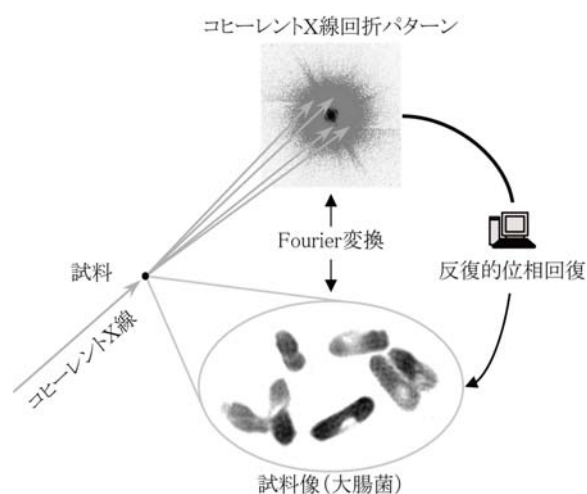 コヒーレントX線回折パターン
Fourier変換
反復的位相回復
試料
コヒーレントX線
試料像(大腸菌)